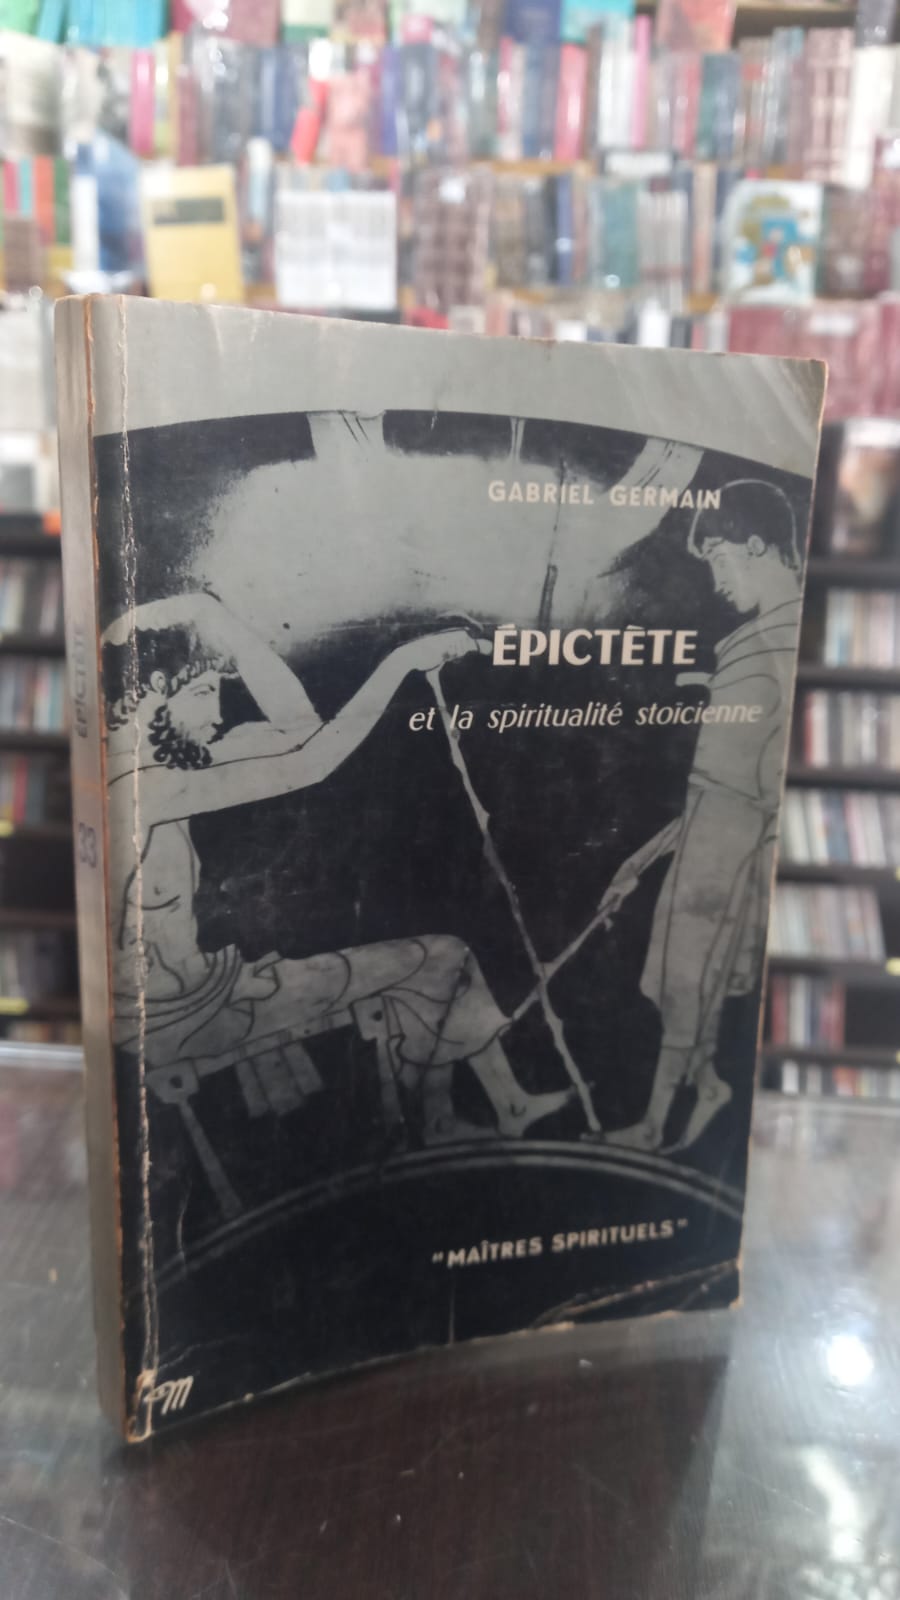 GABRIEL GERMAIN
ÉPICTÈTE
et la spiritualité stoïcienne
"MAÎTRES SPIRITUELS"
ÉPICTÈTE
33